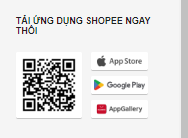 TẢI ỨNG DỤNG SHOPEE NGAY
THÔI
App Store
Google Play
AppGallery